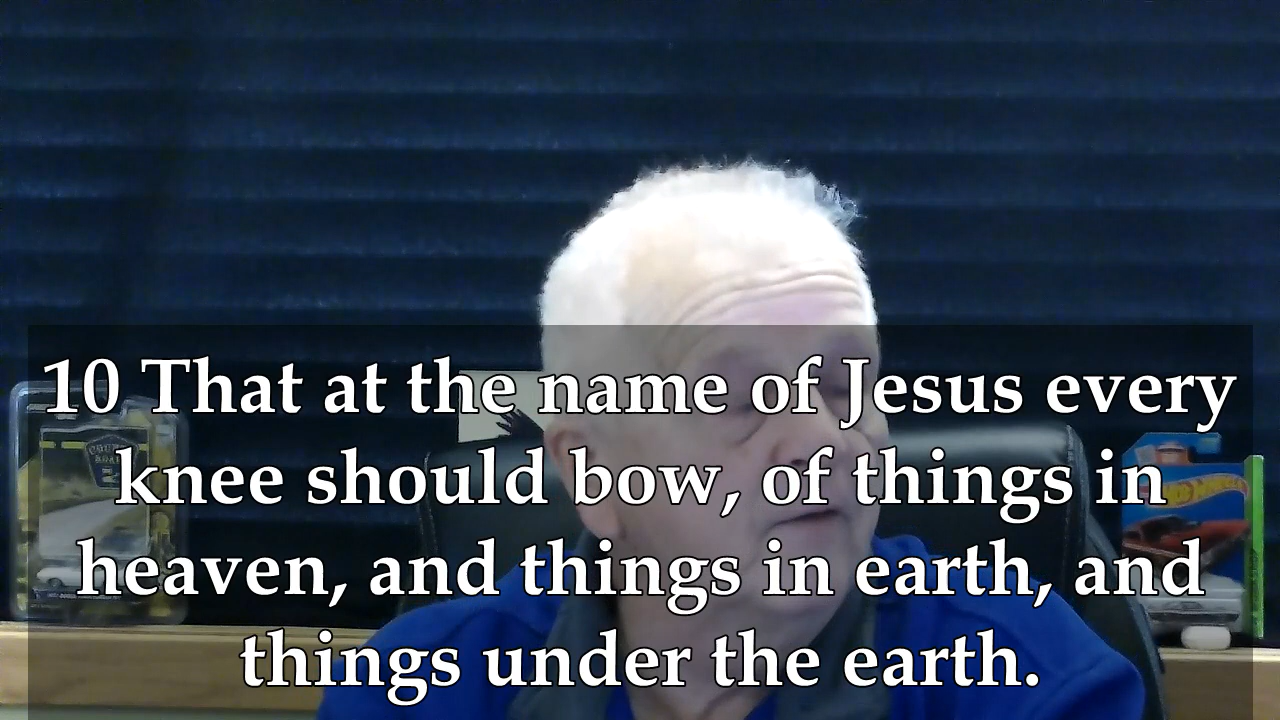 10 That at the name of Jesus every
knee should bow, of things in
heaven, and things in earth, and
things under the earth.